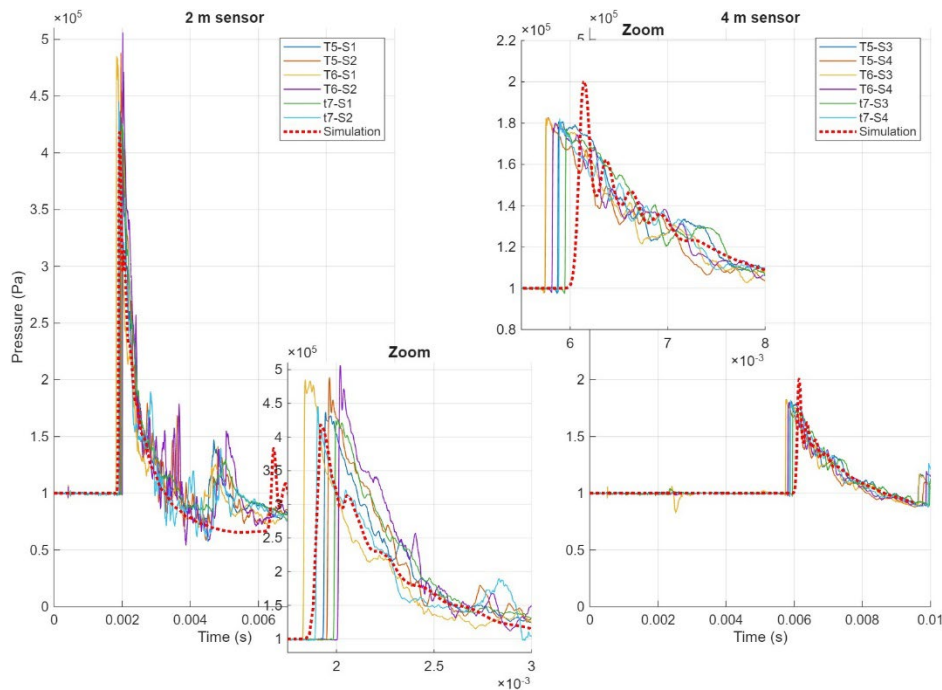 2 m sensor
×10⁵
5
4.5
4
3.5
3
2.5
2
1.5
1
0.5
0
Pressure (Pa)
0
0.002
0.004
0.006
Time (s)
T5-S1
T5-S2
T6-S1
T6-S2
t7-S1
t7-S2
Simulation
Zoom
×10⁵
5
4.5
4
3.5
3
2.5
2
1.5
1
2
2.5
3
×10⁻³
4 m sensor
×10⁵
5
T5-S3
T5-S4
T6-S3
T6-S4
t7-S3
t7-S4
Simulation
Zoom
×10⁵
2.2
2
1.8
1.6
1.4
1.2
1
0.8
6
7
8
×10⁻³
2
1.5
1
0.5
0
0
0.002
0.004
0.006
0.008
0.01
Time (s)